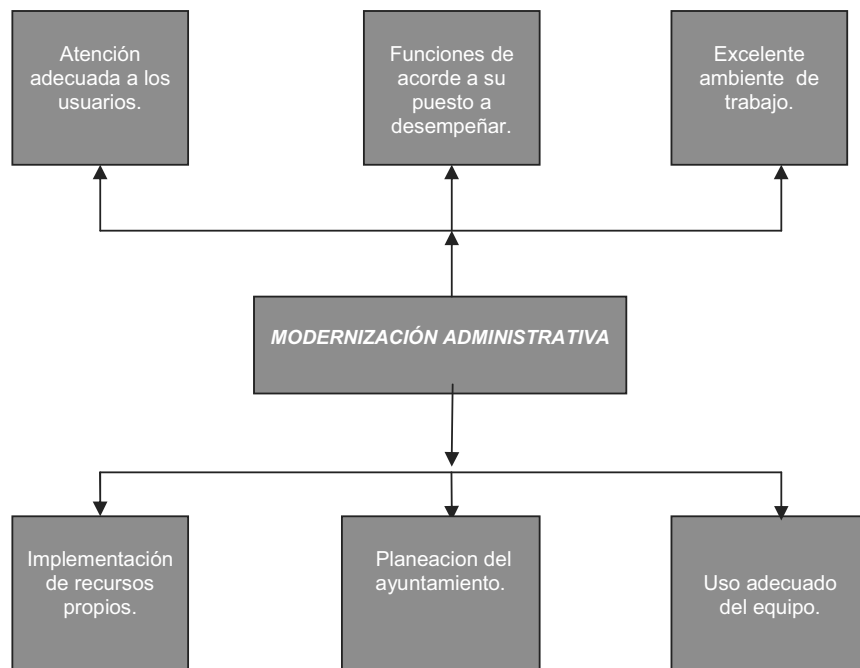 Atención
adecuada a los
usuarios.
Funciones de
acorde a su
puesto a
desempeñar.
Excelente
ambiente de
trabajo.
MODERNIZACIÓN ADMINISTRATIVA
Implementación
de recursos
propios.
Planeacion del
ayuntamiento.
Uso adecuado
del equipo.